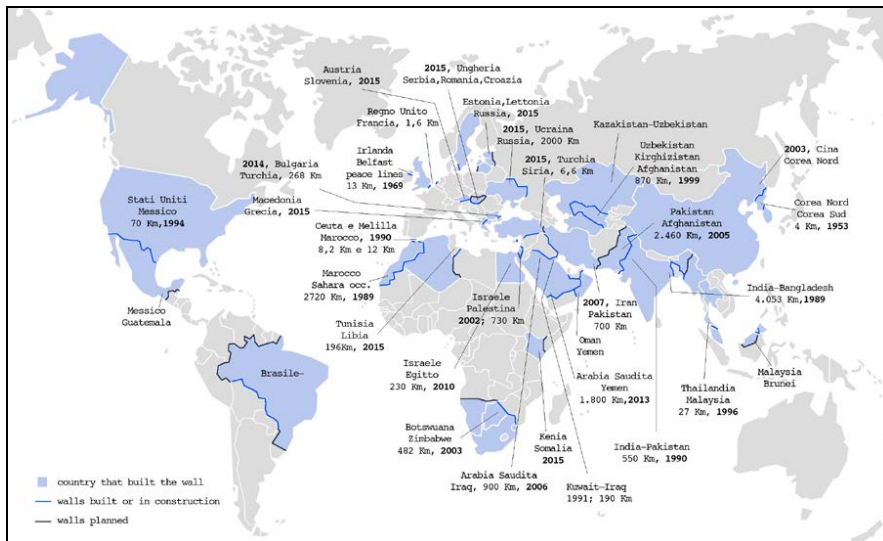 Austria
Slovenia, 2015
2015, Ungheria
Serbia,Romania,Croazia
Regno Unito
Francia, 1,6 Km
Estonia,Lettonia
Russia, 2015
2015, Ucraina
Russia, 2000 Km
Kazakistan-Uzbekistan
2003, Cina
Corea Nord
2014, Bulgaria
Turchia, 268 Km
Irlanda
Belfast
peace lines
13 Km, 1969
2015, Turchia
Siria, 6,6 Km
Uzbekistan
Kirghizistan
Afghanistan
870 Km, 1999
Stati Uniti
Messico
70 Km,1994
Macedonia
Grecia, 2015
Pakistan
Afghanistan
2.460 Km, 2005
Corea Nord
Corea Sud
4 Km, 1953
Ceuta e Melilla
Marocco, 1990
8,2 Km e 12 Km
Marocco
Sahara occ.
2720 Km, 1989
Messico
Guatemala
Israele
Palestina
2002; 730 Km
2007, Iran
Pakistan
700 Km
India-Bangladesh
4.053 Km,1989
Tunisia
Libia
196Km, 2015
Oman
Yemen
Brasile-
Israele
Egitto
230 Km, 2010
Arabia Saudita
Yemen
1.800 Km,2013
Thailandia
Malaysia
27 Km, 1996
Malaysia
Brunei
Botswuana
Zimbabwe
482 Km, 2003
Kenia
Somalia
2015
India-Pakistan
550 Km, 1990
Arabia Saudita
Iraq, 900 Km, 2006
Kuwait-Iraq
1991; 190 Km
country that built the wall
walls built or in construction
walls planned